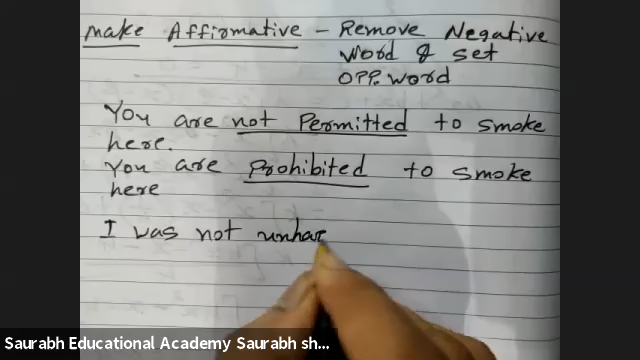 make Affirmative - Remove Negative
word & set
OPP. word
You are not Permitted to smoke
here.
You are Prohibited to smoke
here
I was not unhap
Saurabh Educational Academy Saurabh sh...